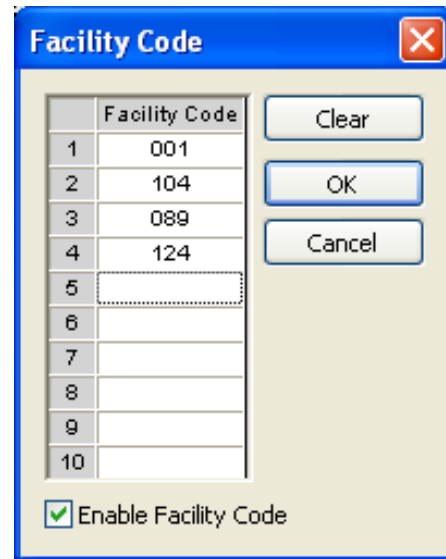 Facility Code
Facility Code
Clear
1 001
2 104
OK
3 089
4 124
Cancel
5
6
7
8
9
10
Enable Facility Code